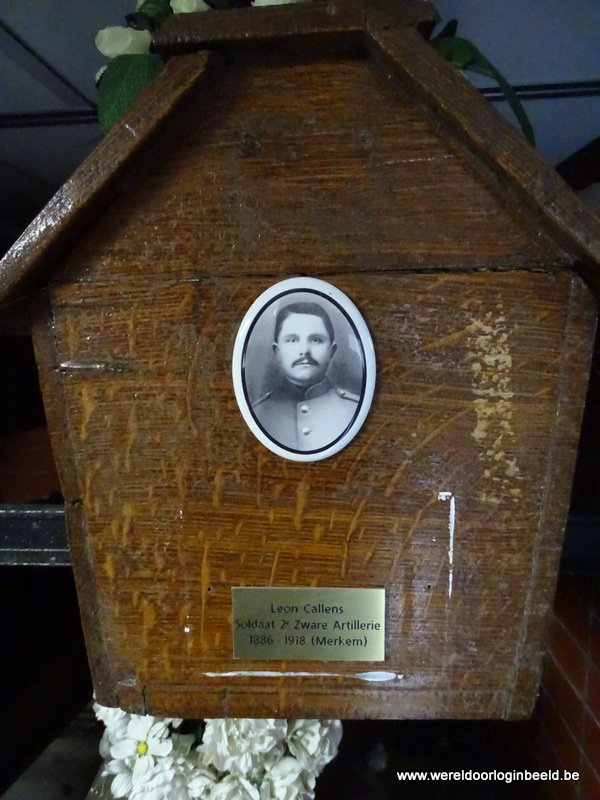 Leon Callens
Soldaat 2e Zware Artillerie
1886 - 1918 (Merkem)
www.wereldoorloginbeeld.be